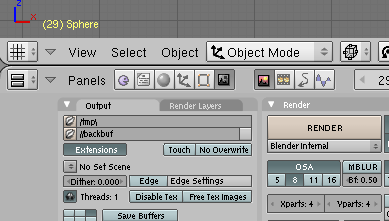 z
x
(29) Sphere
View Select Object Object Mode
Panels 29
Output Render Layers Render
/tmp\
//backbuf
RENDER
Extensions Touch No Overwrite Blender Internal
No Set Scene OSA MBLUR
Dither: 0.000 Edge Edge Settings 5 8 11 16 Bf: 0.50
Threads: 1 Disable Tex Free Tex Images
Save Buffers Xparts: 4 Yparts: 4